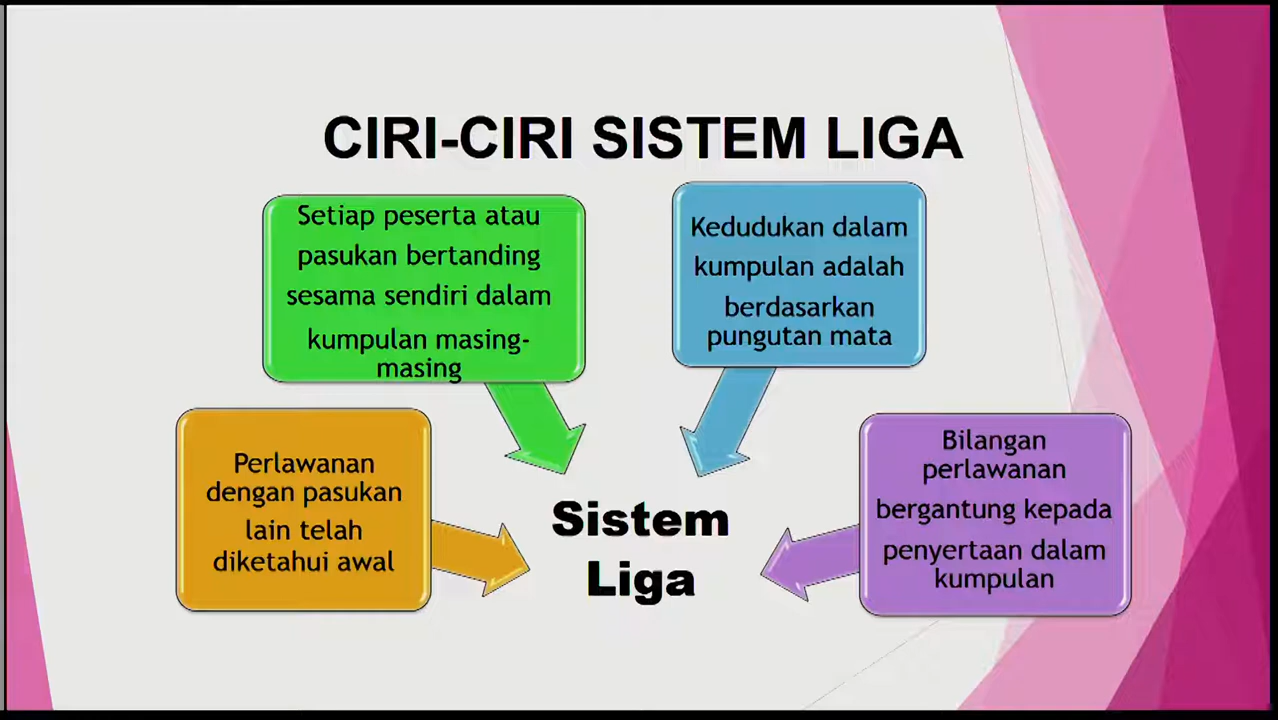 CIRI-CIRI SISTEM LIGA
Setiap peserta atau
pasukan bertanding
sesama sendiri dalam
kumpulan masing-
masing
Kedudukan dalam
kumpulan adalah
berdasarkan
pungutan mata
Perlawanan
dengan pasukan
lain telah
diketahui awal
Bilangan
perlawanan
bergantung kepada
penyertaan dalam
kumpulan
Sistem
Liga